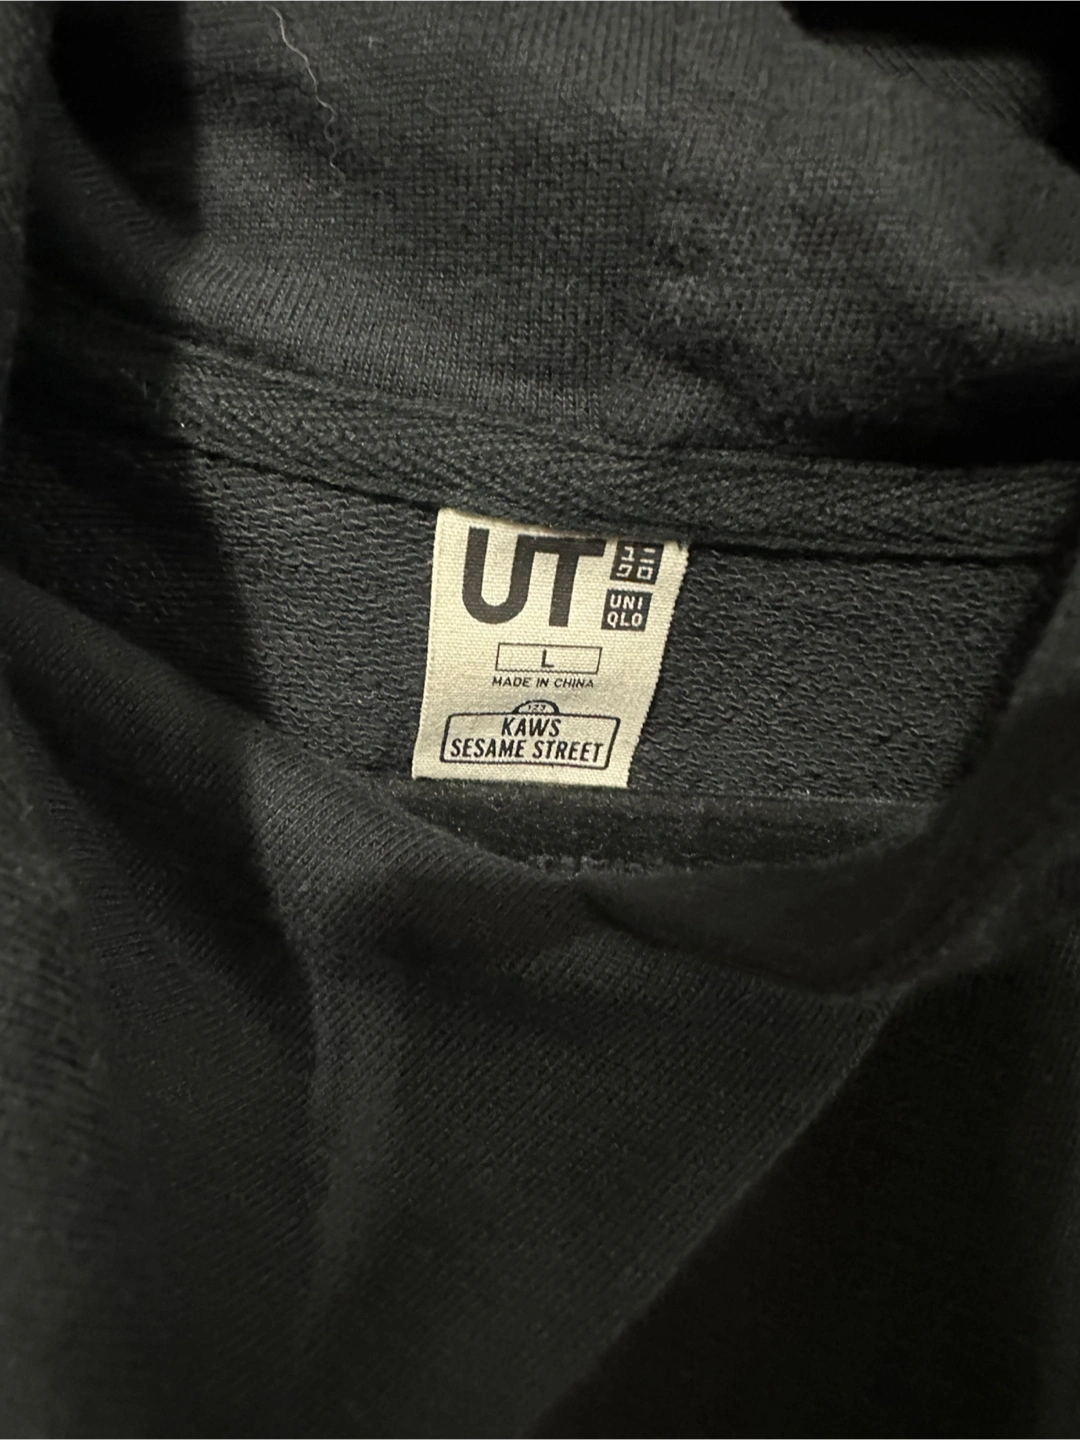 UT
ユニ
クロ
UNI
QLO
L
MADE IN CHINA
123
KAWS
SESAME STREET